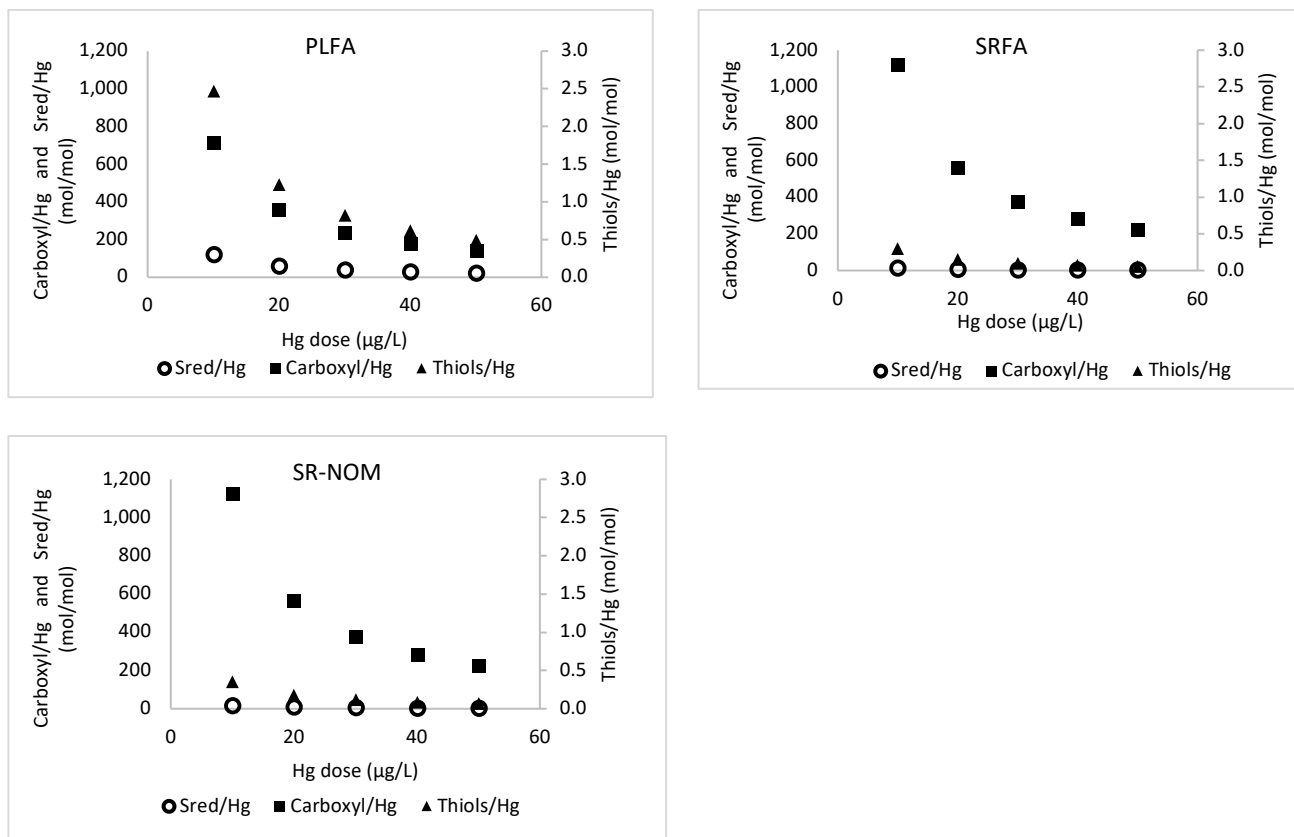 PLFA
1,200
1,000
800
600
400
200
0
Carboxyl/Hg and Sred/Hg
(mol/mol)
3.0
2.5
2.0
1.5
1.0
0.5
0.0
Thiols/Hg (mol/mol)
0 20 40 60
Hg dose (µg/L)
Sred/Hg Carboxyl/Hg Thiols/Hg
SRFA
1,200
1,000
800
600
400
200
0
Carboxyl/Hg and Sred/Hg
(mol/mol)
3.0
2.5
2.0
1.5
1.0
0.5
0.0
Thiols/Hg (mol/mol)
0 20 40 60
Hg dose (µg/L)
Sred/Hg Carboxyl/Hg Thiols/Hg
SR-NOM
1,200
1,000
800
600
400
200
0
Carboxyl/Hg and Sred/Hg
(mol/mol)
3.0
2.5
2.0
1.5
1.0
0.5
0.0
Thiols/Hg (mol/mol)
0 20 40 60
Hg dose (µg/L)
Sred/Hg Carboxyl/Hg Thiols/Hg